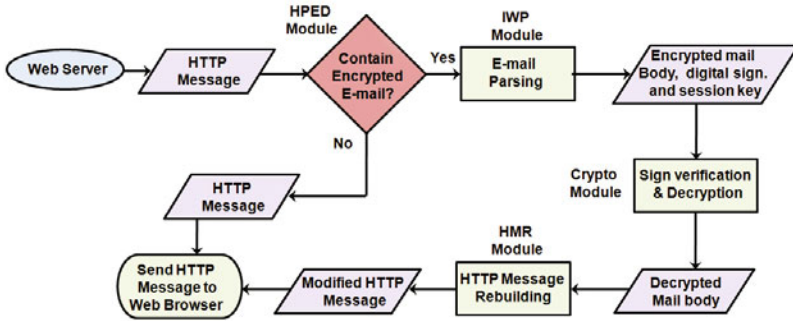 HPED
Module
IWP
Module
Web Server
HTTP
Message
Contain
Encrypted
E-mail?
Yes
E-mail
Parsing
Encrypted mail
Body, digital sign.
and session key
No
HTTP
Message
Crypto
Module
Sign verification
& Decryption
HMR
Module
Send HTTP
Message to
Web Browser
Modified HTTP
Message
HTTP Message
Rebuilding
Decrypted
Mail body